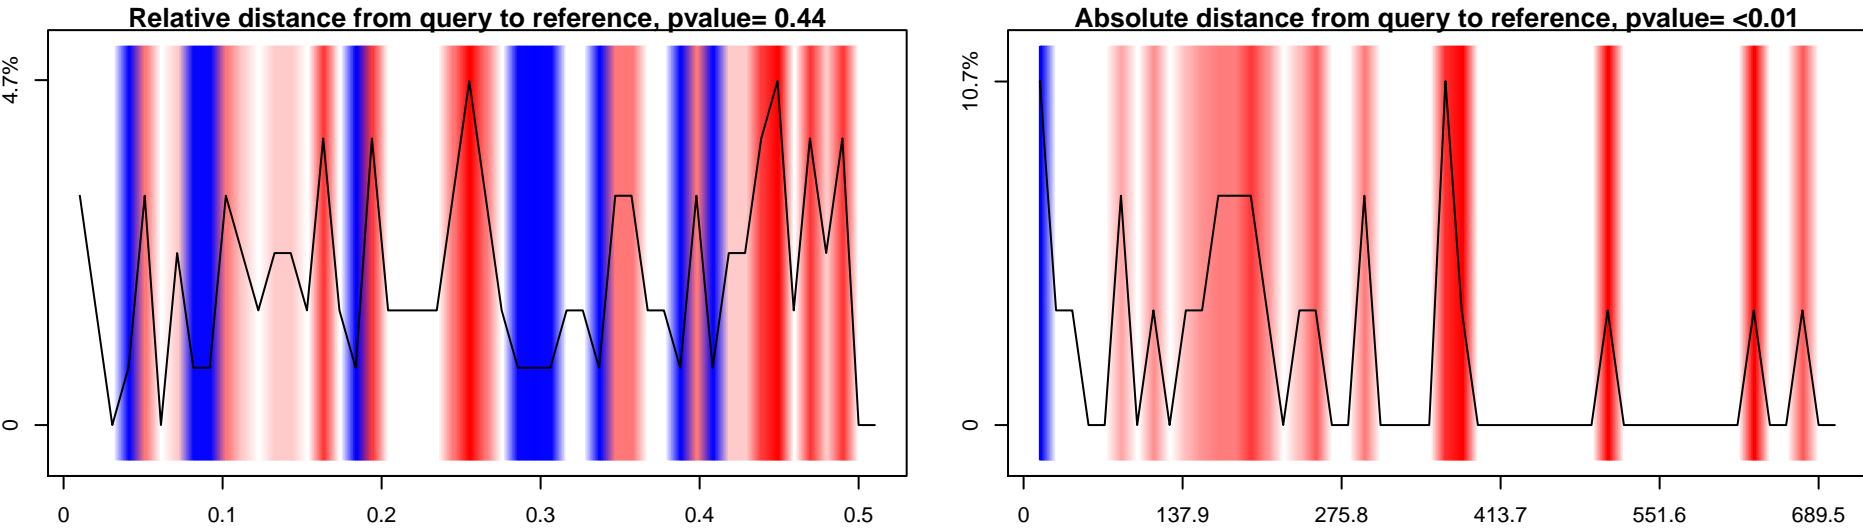 Relative distance from query to reference, pvalue= 0.44
4.7%
0
0 0.1 0.2 0.3 0.4 0.5
Absolute distance from query to reference, pvalue= <0.01
10.7%
0
0 137.9 275.8 413.7 551.6 689.5